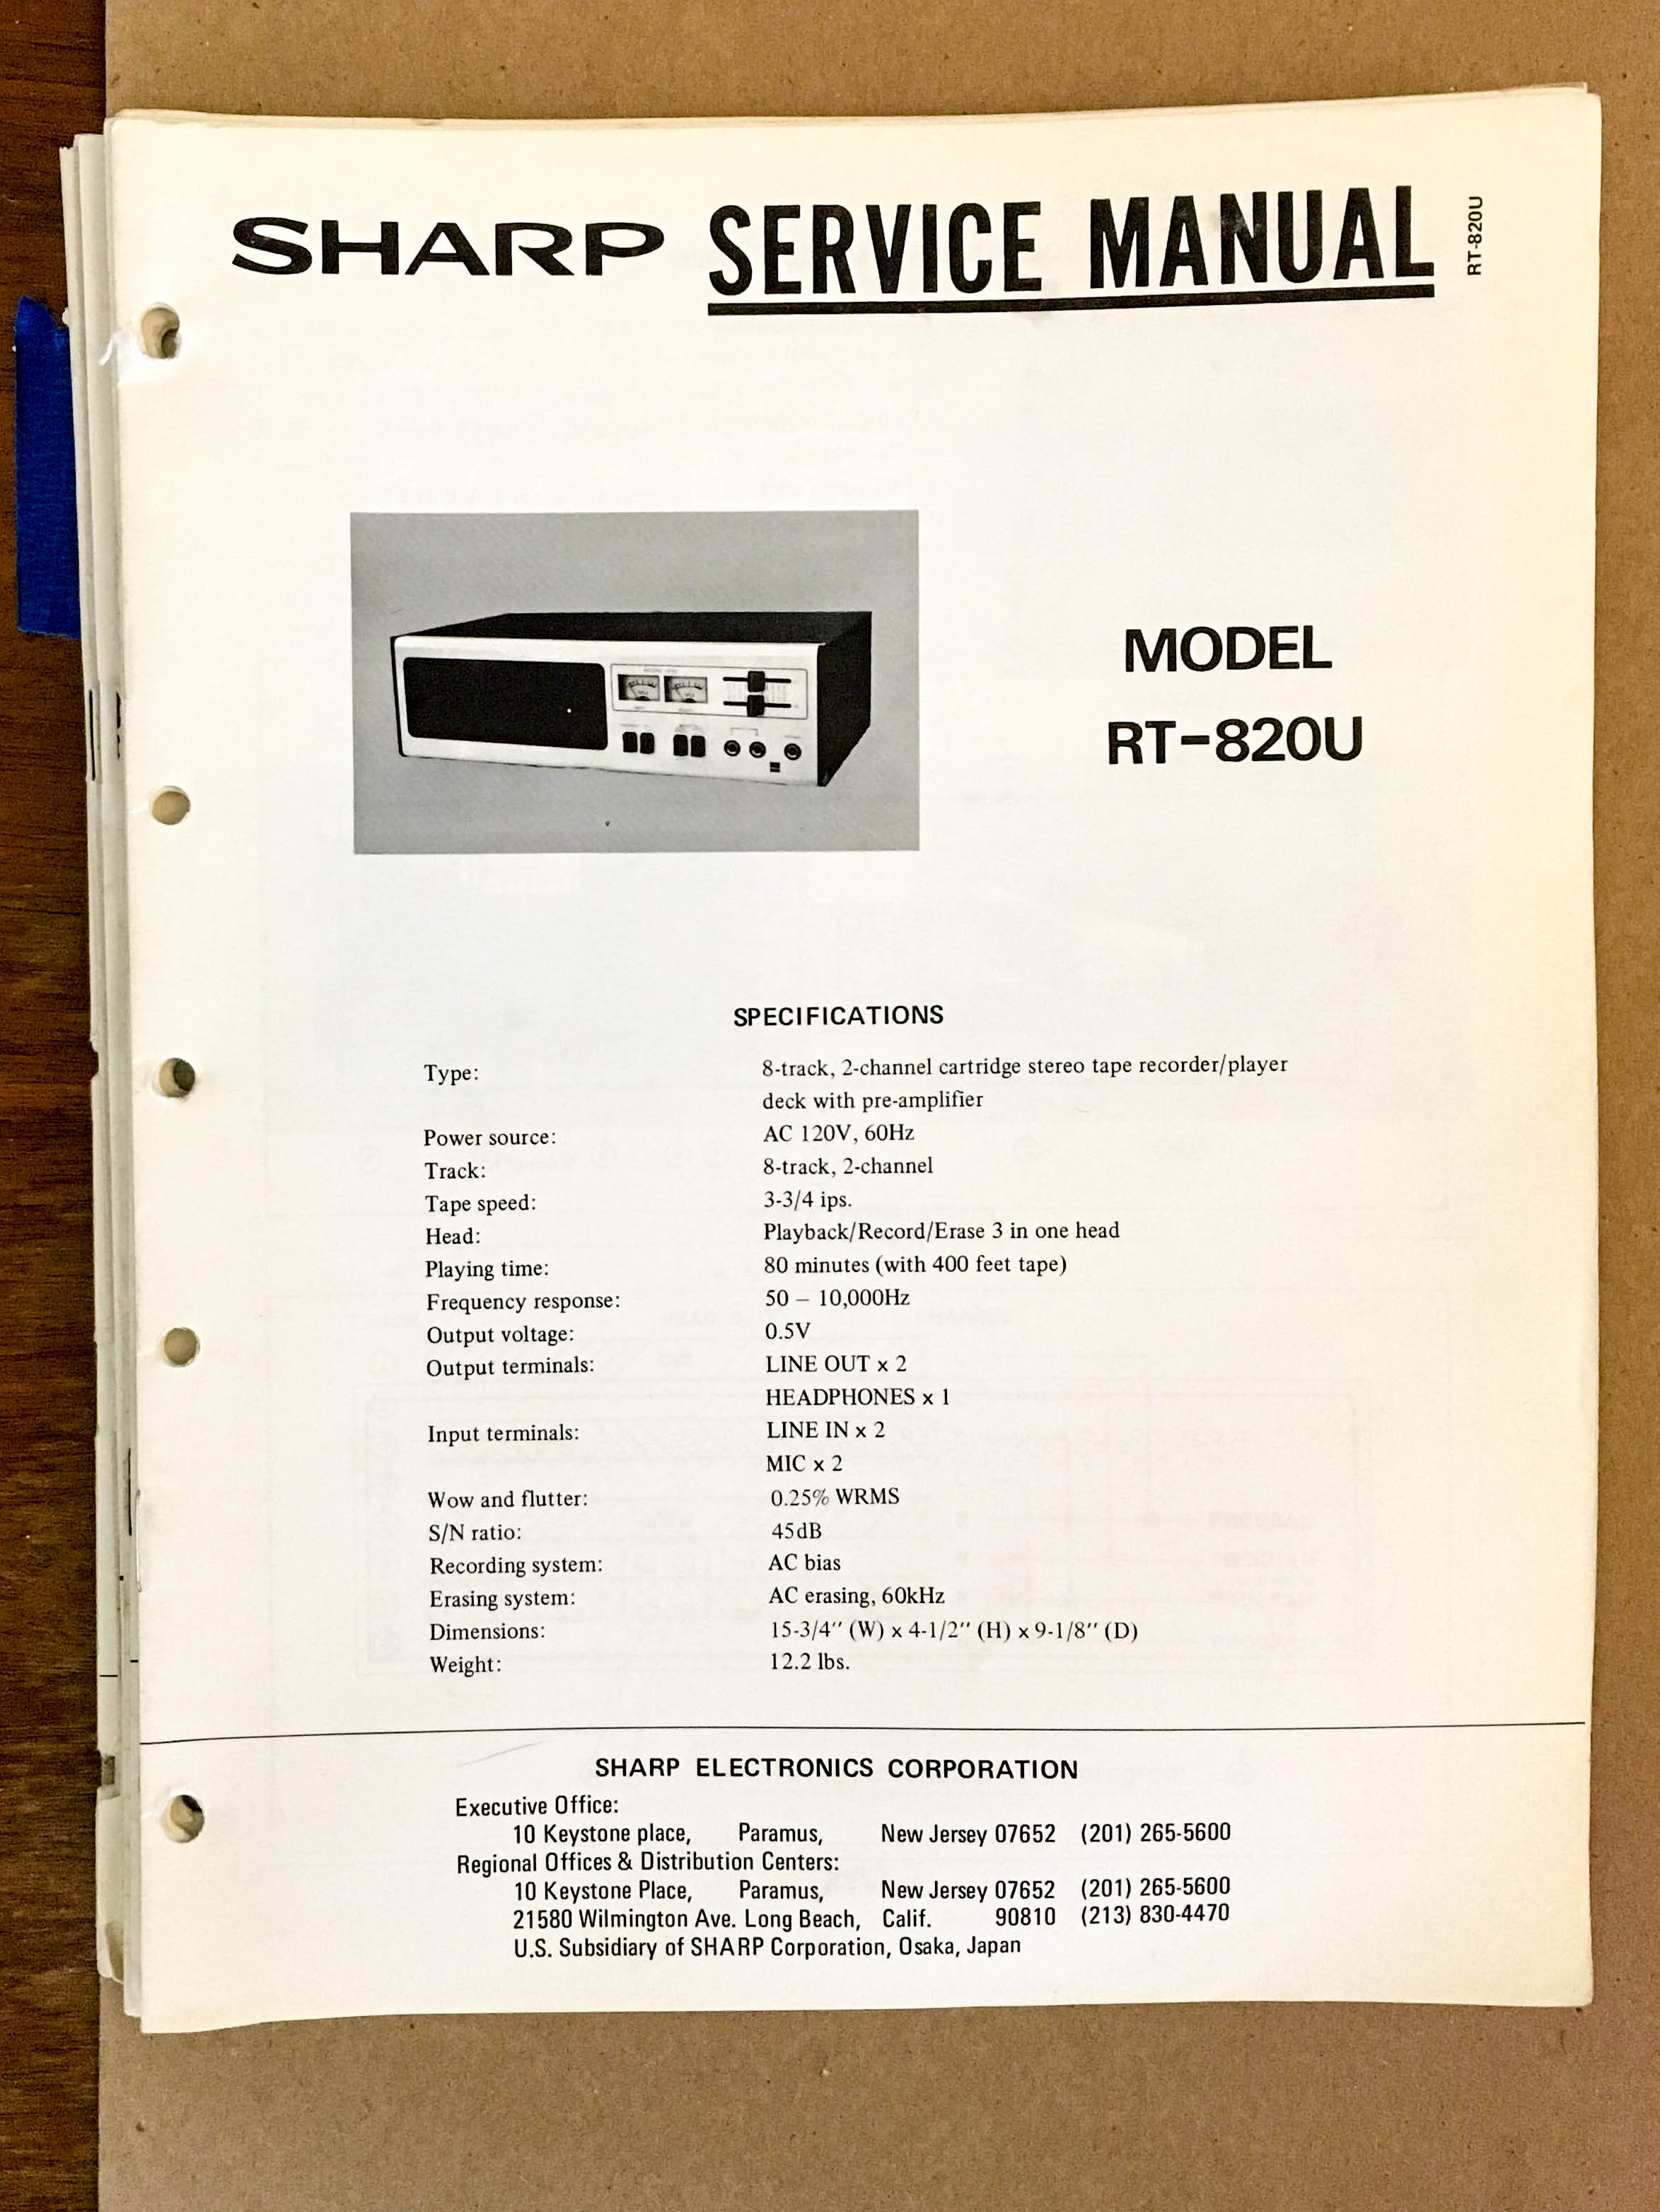 SHARP SERVICE MANUAL
RT-820U
MODEL
RT-820U
SPECIFICATIONS
Type: 8-track, 2-channel cartridge stereo tape recorder/player
deck with pre-amplifier
Power source: AC 120V, 60Hz
Track: 8-track, 2-channel
Tape speed: 3-3/4 ips.
Head: Playback/Record/Erase 3 in one head
Playing time: 80 minutes (with 400 feet tape)
Frequency response: 50 – 10,000Hz
Output voltage: 0.5V
Output terminals: LINE OUT x 2
HEADPHONES x 1
Input terminals: LINE IN x 2
MIC x 2
Wow and flutter: 0.25% WRMS
S/N ratio: 45dB
Recording system: AC bias
Erasing system: AC erasing, 60kHz
Dimensions: 15-3/4'' (W) x 4-1/2'' (H) x 9-1/8'' (D)
Weight: 12.2 lbs.
SHARP ELECTRONICS CORPORATION
Executive Office:
10 Keystone place, Paramus, New Jersey 07652 (201) 265-5600
Regional Offices & Distribution Centers:
10 Keystone Place, Paramus, New Jersey 07652 (201) 265-5600
21580 Wilmington Ave. Long Beach, Calif. 90810 (213) 830-4470
U.S. Subsidiary of SHARP Corporation, Osaka, Japan